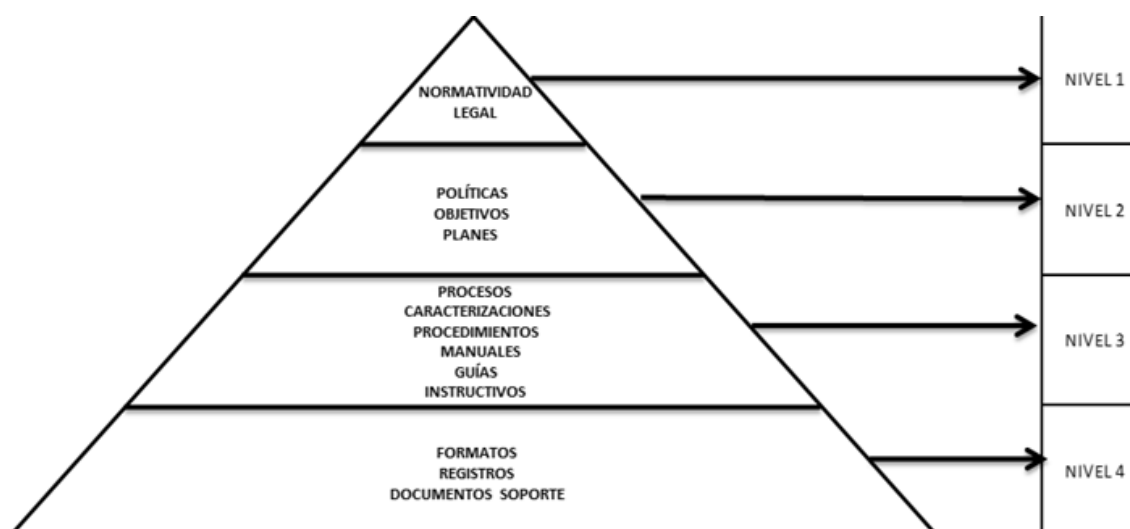 NORMATIVIDAD
LEGAL
NIVEL 1
POLÍTICAS
OBJETIVOS
PLANES
NIVEL 2
PROCESOS
CARACTERIZACIONES
PROCEDIMIENTOS
MANUALES
GUÍAS
INSTRUCTIVOS
NIVEL 3
FORMATOS
REGISTROS
DOCUMENTOS SOPORTE
NIVEL 4